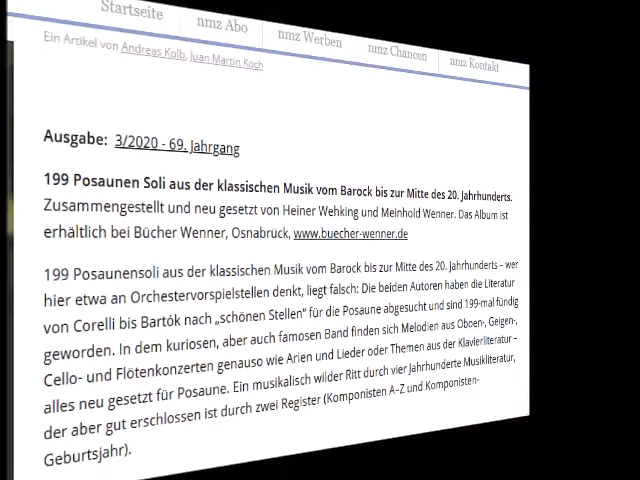 Startseite nmz Abo nmz Werben nmz Chancen nmz Kontakt
Ein Artikel von Andreas Kolb, Juan Martin Koch
Ausgabe: 3/2020 - 69. Jahrgang
199 Posaunen Soli aus der klassischen Musik vom Barock bis zur Mitte des 20. Jahrhunderts.
Zusammengestellt und neu gesetzt von Heiner Wehking und Meinhold Wenner. Das Album ist
erhältlich bei Bücher Wenner, Osnabrück, www.buecher-wenner.de
199 Posaunensoli aus der klassischen Musik vom Barock bis zur Mitte des 20. Jahrhunderts – wer
hier etwa an Orchestervorspielstellen denkt, liegt falsch: Die beiden Autoren haben die Literatur
von Corelli bis Bartók nach „schönen Stellen“ für die Posaune abgesucht und sind 199-mal fündig
geworden. In dem kuriosen, aber auch famosen Band finden sich Melodien aus Oboen-, Geigen-,
Cello- und Flötenkonzerten genauso wie Arien und Lieder oder Themen aus der Klavierliteratur –
alles neu gesetzt für Posaune. Ein musikalisch wilder Ritt durch vier Jahrhunderte Musikliteratur,
der aber gut erschlossen ist durch zwei Register (Komponisten A–Z und Komponisten-
Geburtsjahr).